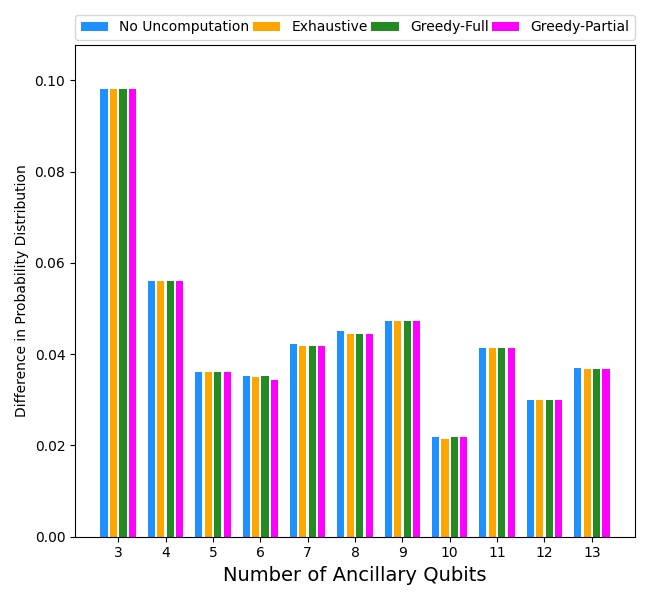 No Uncomputation Exhaustive Greedy-Full Greedy-Partial
Difference in Probability Distribution
0.10
0.08
0.06
0.04
0.02
0.00
3 4 5 6 7 8 9 10 11 12 13
Number of Ancillary Qubits